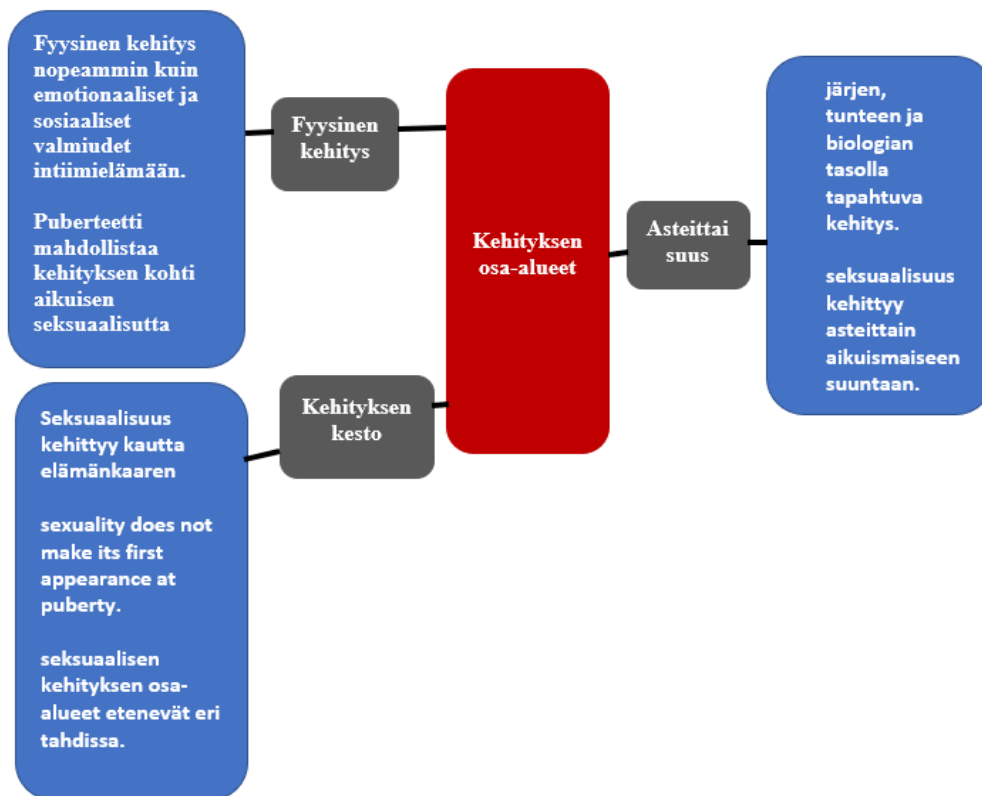 Fyysinen kehitys
nopeammin kuin
emotionaaliset ja
sosiaaliset
valmiudet
intiimielämään.
Puberteetti
mahdollistaa
kehityksen kohti
aikuisen
seksuaalisutta
Fyysinen
kehitys
Kehityksen
osa-alueet
Asteittai
suus
järjen,
tunteen ja
biologian
tasolla
tapahtuva
kehitys.
seksuaalisuus
kehittyy
asteittain
aikuismaiseen
suuntaan.
Kehityksen
kesto
Seksuaalisuus
kehittyy kautta
elämänkaaren
sexuality does not
make its first
appearance at
puberty.
seksuaalisen
kehityksen osa-
alueet etenevät eri
tahdissa.